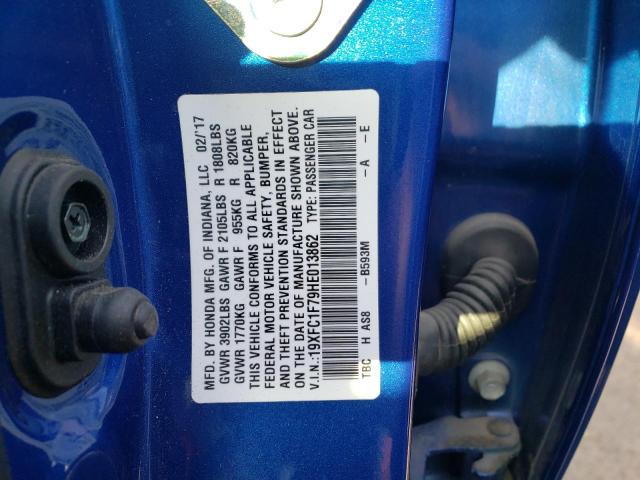 MFD. BY HONDA MFG. OF INDIANA, LLC 02/'17
GVWR 3902LBS GAWR F 2105LBS R 1808LBS
GVWR 1770KG GAWR F 955KG R 820KG
THIS VEHICLE CONFORMS TO ALL APPLICABLE
FEDERAL MOTOR VEHICLE SAFETY, BUMPER,
AND THEFT PREVENTION STANDARDS IN EFFECT
ON THE DATE OF MANUFACTURE SHOWN ABOVE.
V.I.N.:19XFC1F79HE013862 TYPE: PASSENGER CAR
TBC H AS8 -B593M -A -E